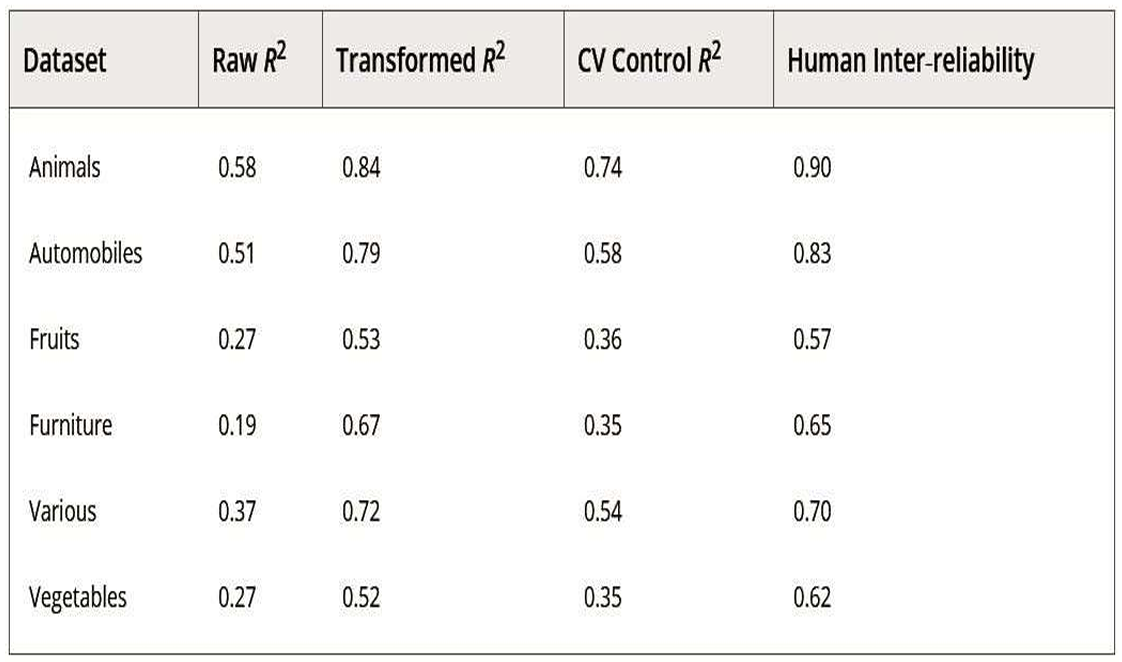 Dataset Raw R² Transformed R² CV Control R² Human Inter-reliability
Animals 0.58 0.84 0.74 0.90
Automobiles 0.51 0.79 0.58 0.83
Fruits 0.27 0.53 0.36 0.57
Furniture 0.19 0.67 0.35 0.65
Various 0.37 0.72 0.54 0.70
Vegetables 0.27 0.52 0.35 0.62